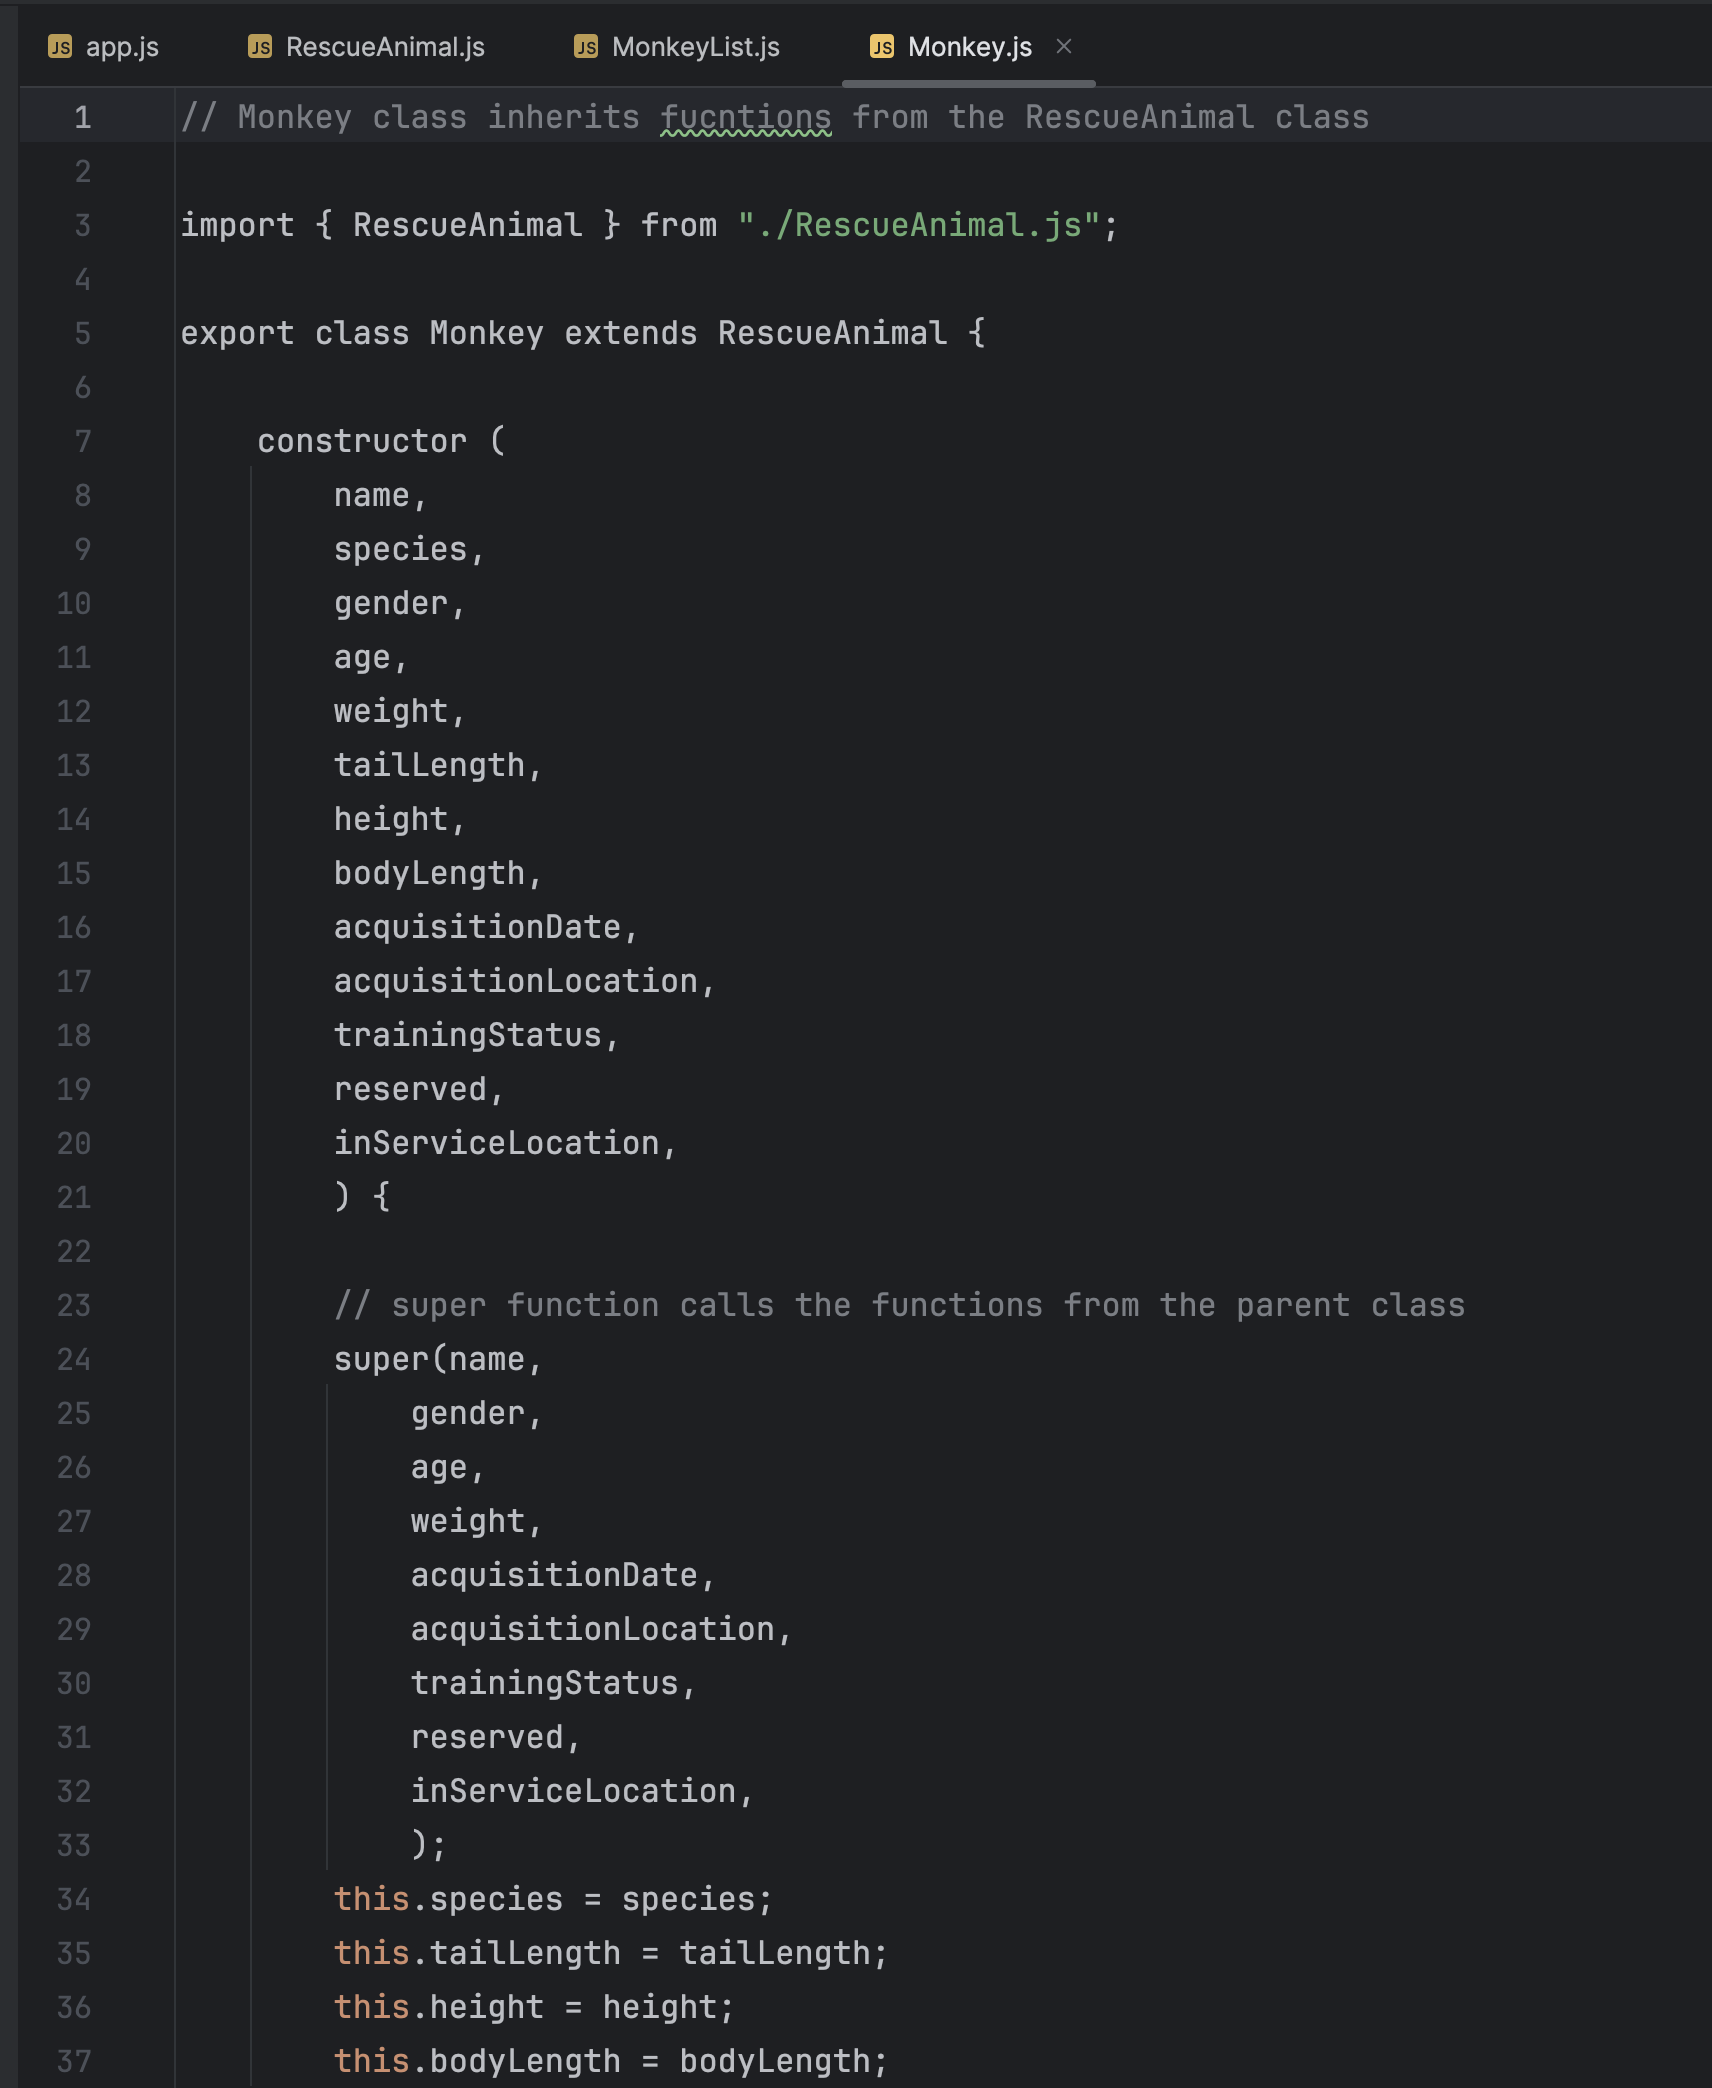 JS app.js JS RescueAnimal.js JS MonkeyList.js JS Monkey.js ×
1 // Monkey class inherits fucntions from the RescueAnimal class
2
3 import { RescueAnimal } from "./RescueAnimal.js";
4
5 export class Monkey extends RescueAnimal {
6
7 constructor (
8 name,
9 species,
10 gender,
11 age,
12 weight,
13 tailLength,
14 height,
15 bodyLength,
16 acquisitionDate,
17 acquisitionLocation,
18 trainingStatus,
19 reserved,
20 inServiceLocation,
21 ) {
22
23 // super function calls the functions from the parent class
24 super(name,
25 gender,
26 age,
27 weight,
28 acquisitionDate,
29 acquisitionLocation,
30 trainingStatus,
31 reserved,
32 inServiceLocation,
33 );
34 this.species = species;
35 this.tailLength = tailLength;
36 this.height = height;
37 this.bodyLength = bodyLength;